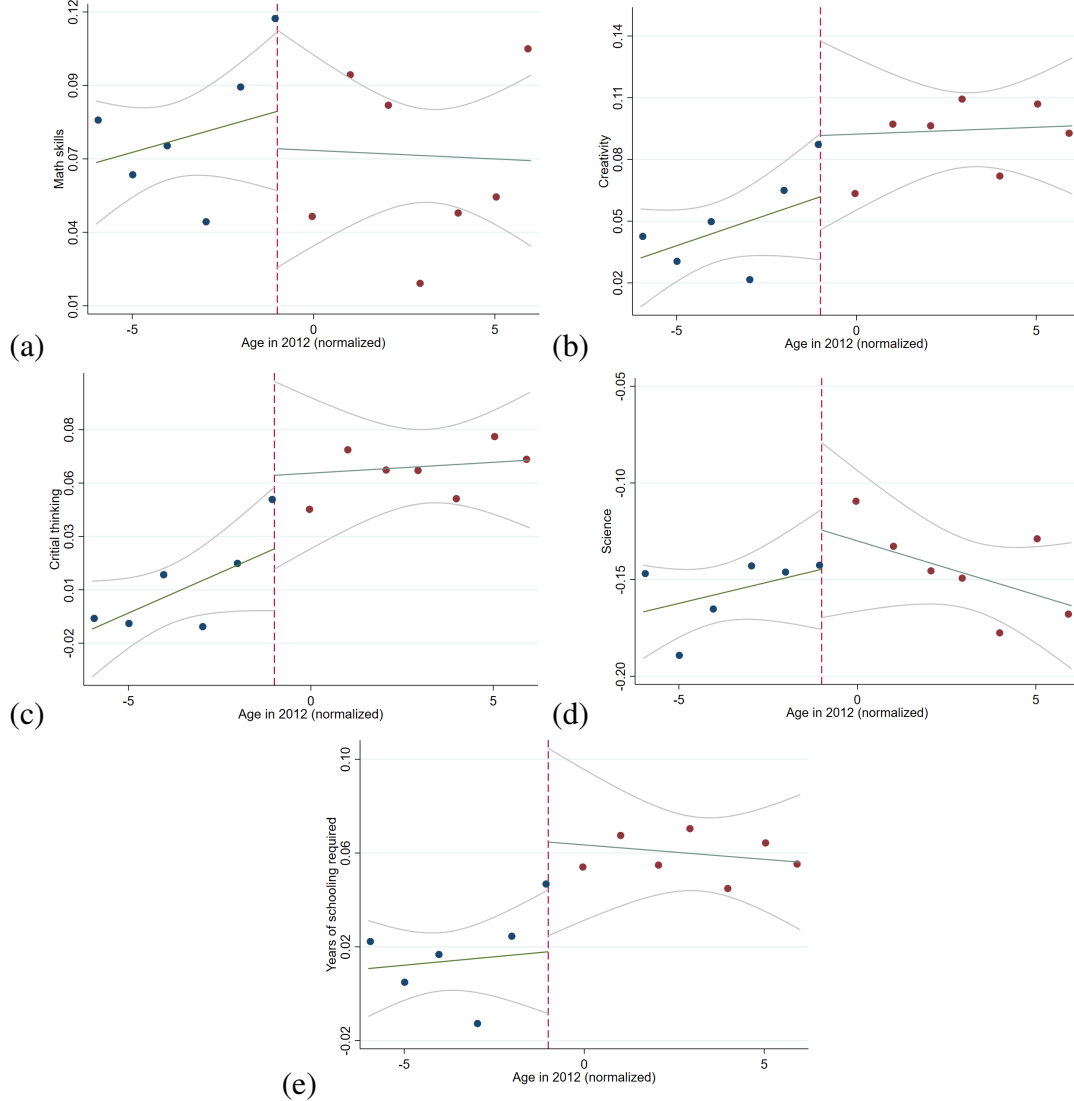 Math skills
0.12
0.09
0.07
0.04
0.01
-5
0
5
Age in 2012 (normalized)
(a)
Creativity
0.14
0.11
0.08
0.05
0.02
-5
0
5
Age in 2012 (normalized)
(b)
Critial thinking
0.08
0.06
0.03
0.01
-0.02
-5
0
5
Age in 2012 (normalized)
(c)
Science
-0.05
-0.10
-0.15
-0.20
-5
0
5
Age in 2012 (normalized)
(d)
Years of schooling required
0.10
0.06
0.02
-0.02
-5
0
5
Age in 2012 (normalized)
(e)